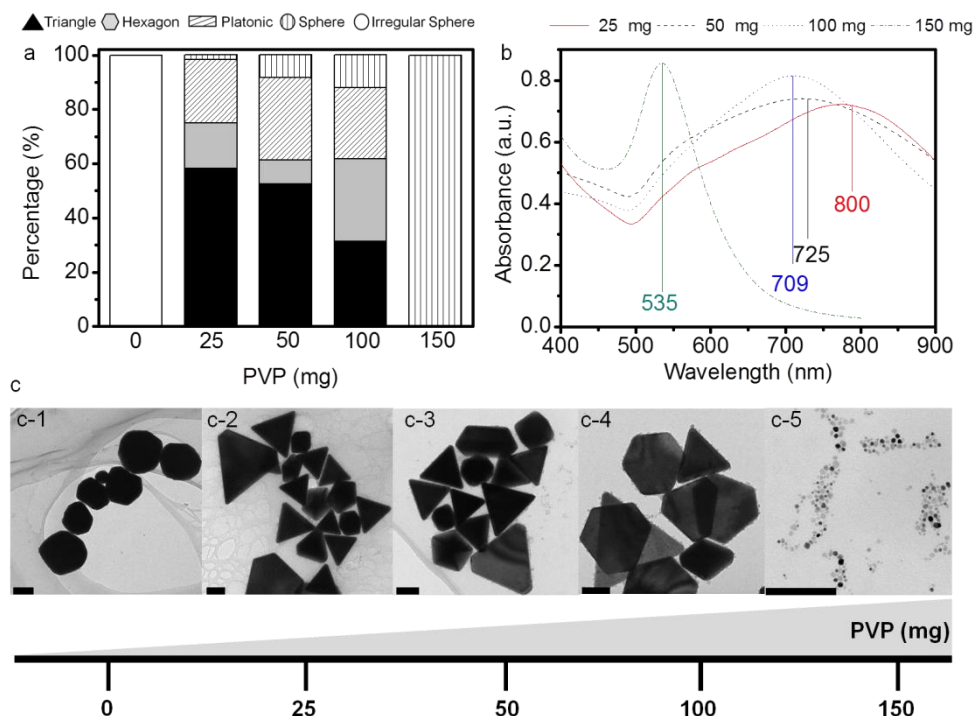 Triangle Hexagon Platonic Sphere Irregular Sphere
a
Percentage (%)
100
80
60
40
20
0
0 25 50 100 150
PVP (mg)
25 mg 50 mg 100 mg 150 mg
b
Absorbance (a.u.)
0.8
0.6
0.4
0.2
0.0
800
725
709
535
400 500 600 700 800 900
Wavelength (nm)
c
c-1 c-2 c-3 c-4 c-5
PVP (mg)
0 25 50 100 150